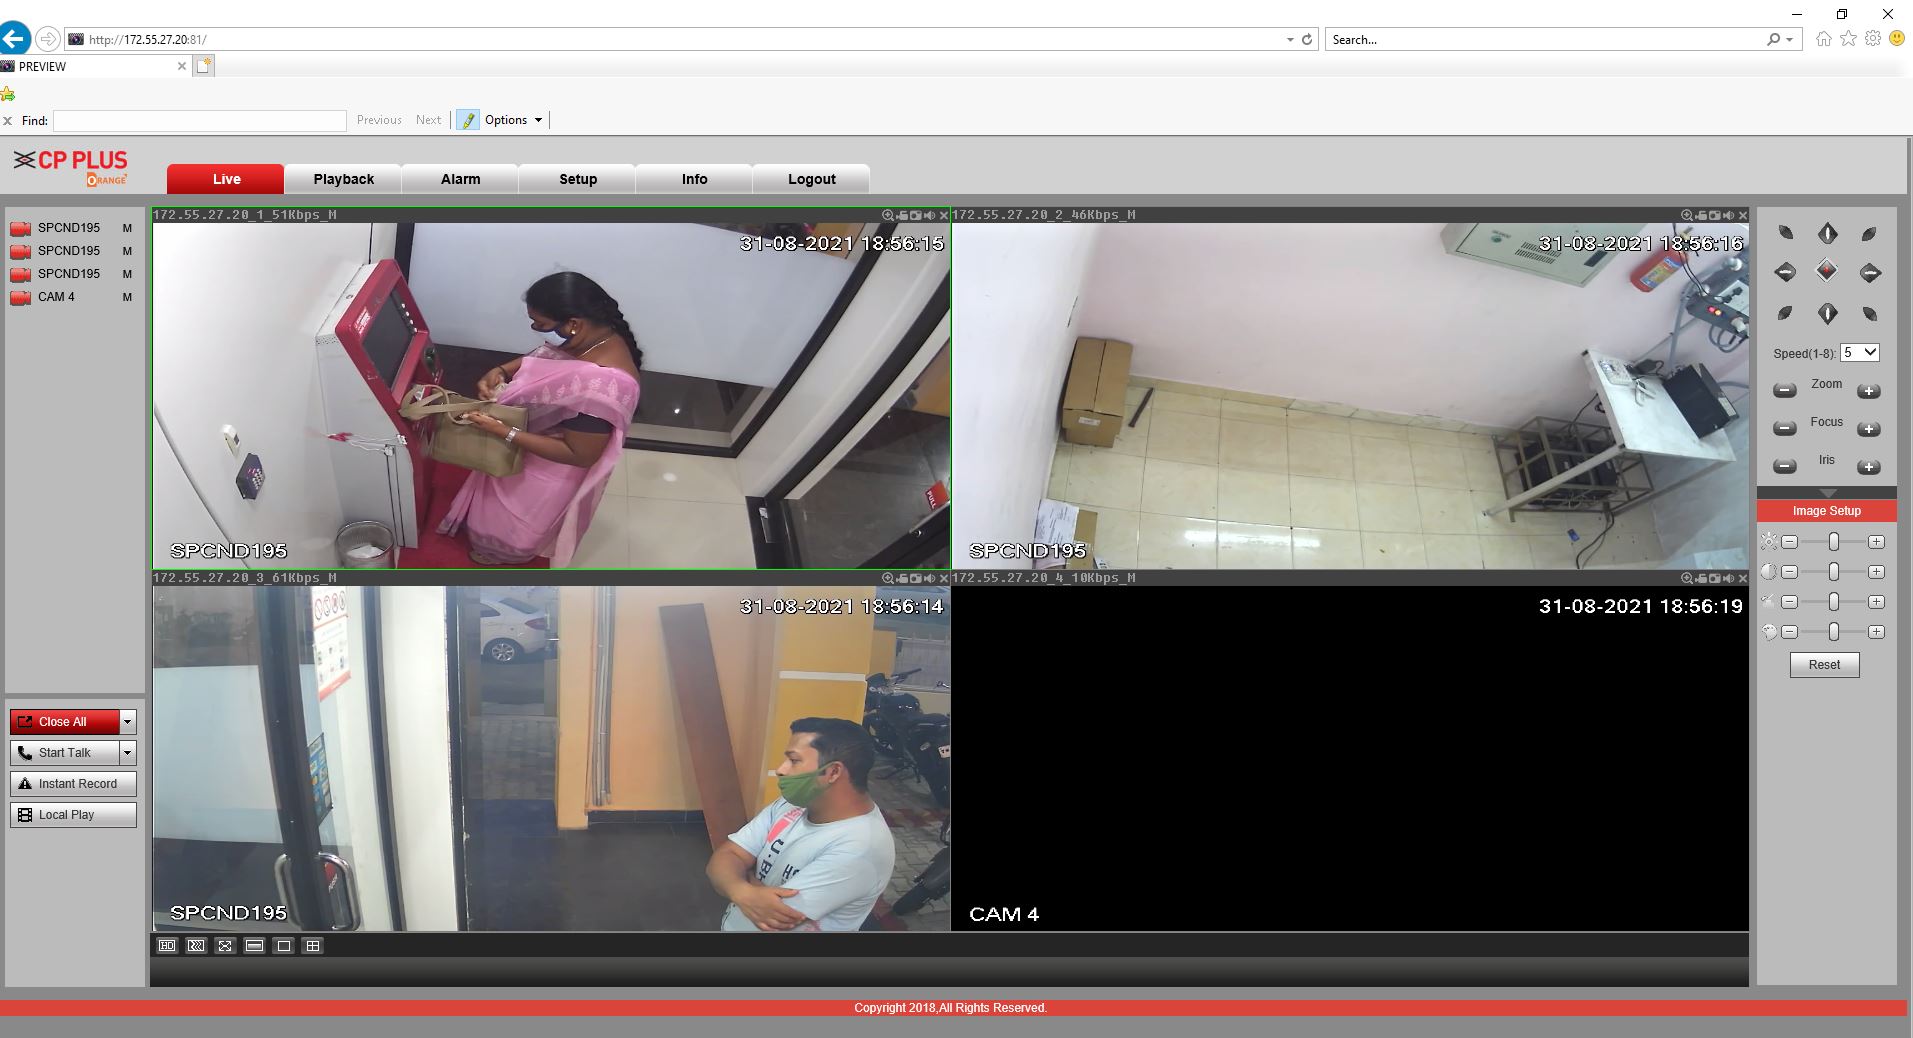 http://172.55.27.20:81/
Search...
PREVIEW
Find:
Previous Next Options
CP PLUS
ORANGE
Live Playback Alarm Setup Info Logout
SPCND195 M
SPCND195 M
SPCND195 M
CAM 4 M
Close All
Start Talk
Instant Record
Local Play
172.55.27.20_1_51Kbps_M
31-08-2021 18:56:15
PULL
SPCND195
172.55.27.20_2_46Kbps_M
31-08-2021 18:56:16
SPCND195
172.55.27.20_3_61Kbps_M
31-08-2021 18:56:14
SPCND195
172.55.27.20_4_10Kbps_M
31-08-2021 18:56:19
CAM 4
HD
Speed(1-8): 5
Zoom
Focus
Iris
Image Setup
Reset
Copyright 2018,All Rights Reserved.